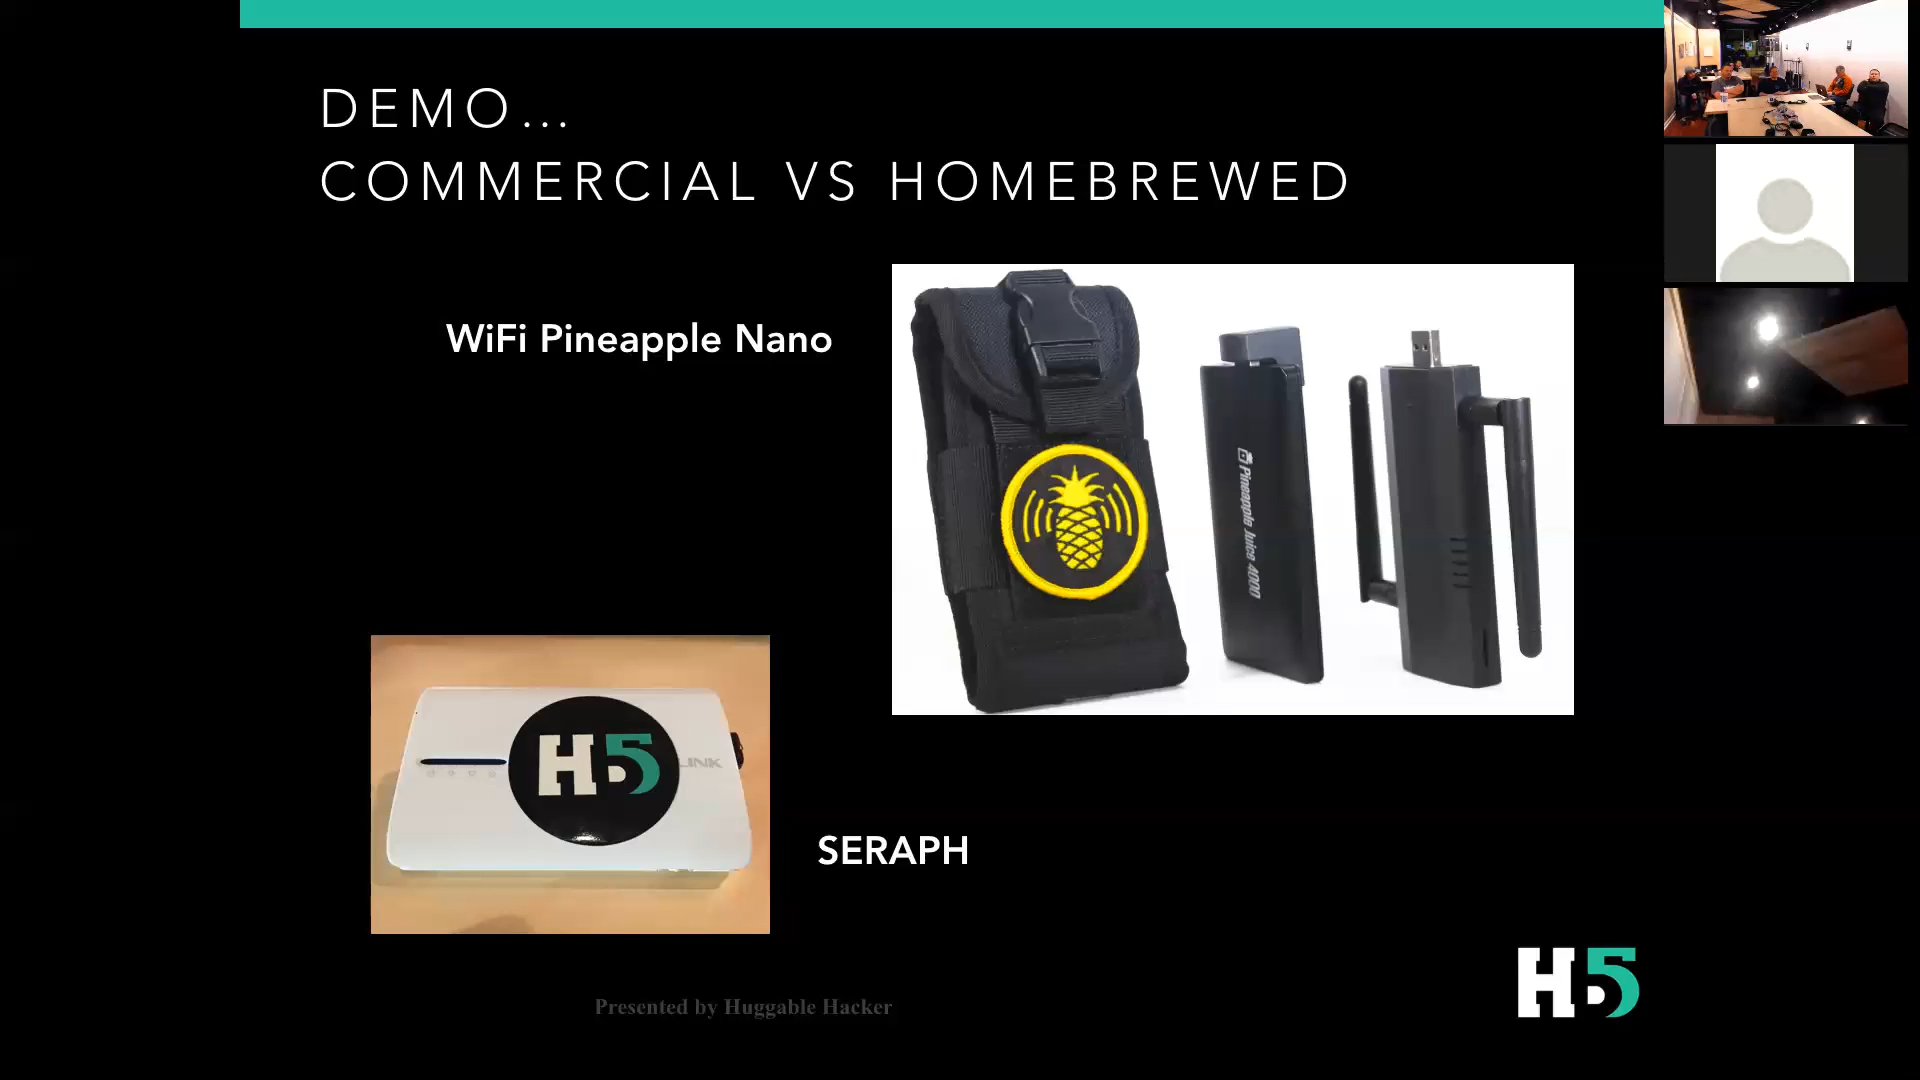 DEMO...
COMMERCIAL VS HOMEBREWED
WiFi Pineapple Nano
Pineapple Juice 4000
H5
LINK
SERAPH
H5
Presented by Huggable Hacker